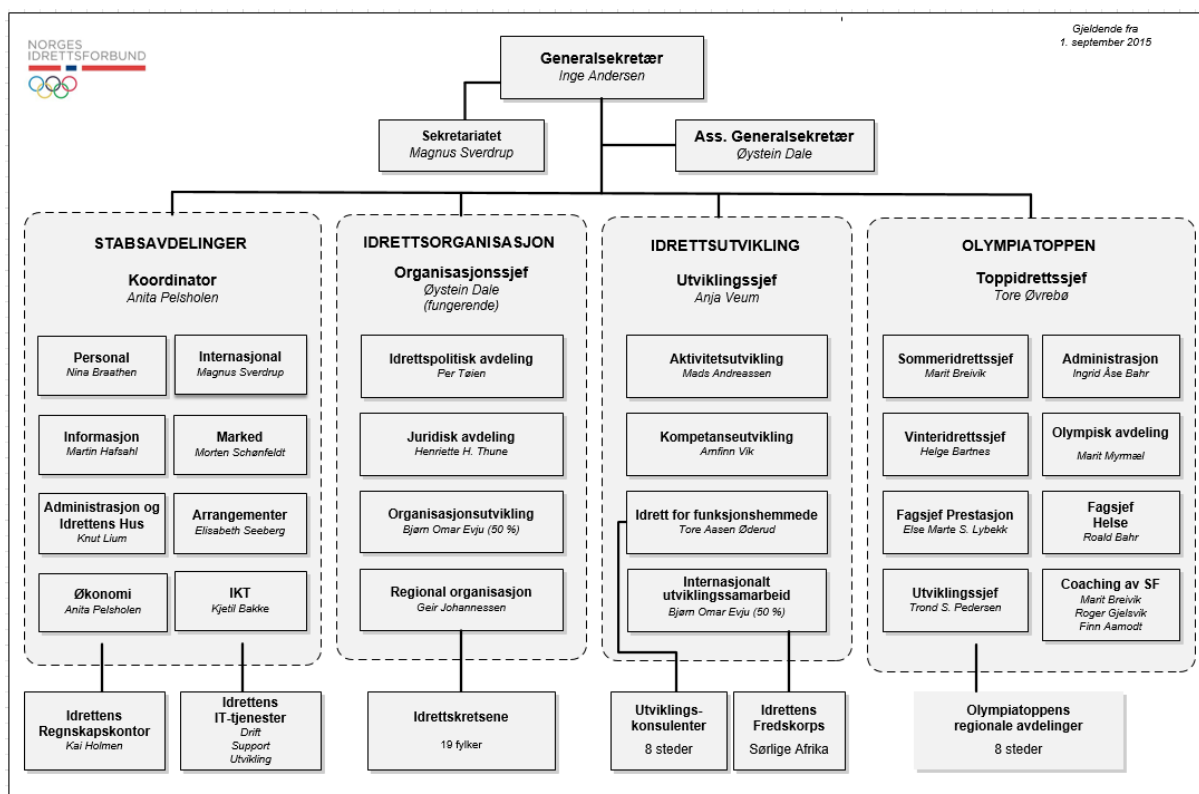 NORGES
IDRETTSFORBUND
Gjeldende fra
1. september 2015
Generalsekretær
Inge Andersen
Sekretariatet
Magnus Sverdrup
Ass. Generalsekretær
Øystein Dale
STABSAVDELINGER
Koordinator
Anita Pelsholen
Personal
Nina Braathen
Internasjonal
Magnus Sverdrup
Informasjon
Martin Hafsahl
Marked
Morten Schønfeldt
Administrasjon og
Idrettens Hus
Knut Lium
Arrangementer
Elisabeth Seeberg
Økonomi
Anita Pelsholen
IKT
Kjetil Bakke
Idrettens
Regnskapskontor
Kai Holmen
Idrettens
IT-tjenester
Drift
Support
Utvikling
IDRETTSORGANISASJON
Organisasjonssjef
Øystein Dale
(fungerende)
Idrettspolitisk avdeling
Per Tøien
Juridisk avdeling
Henriette H. Thune
Organisasjonsutvikling
Bjørn Omar Evju (50 %)
Regional organisasjon
Geir Johannessen
Idrettskretsene
19 fylker
IDRETTSUTVIKLING
Utviklingssjef
Anja Veum
Aktivitetsutvikling
Mads Andreassen
Kompetanseutvikling
Arnfinn Vik
Idrett for funksjonshemmede
Tore Aasen Øderud
Internasjonalt
utviklingssamarbeid
Bjørn Omar Evju (50 %)
Utviklings-
konsulenter
8 steder
Idrettens
Fredskorps
Sørlige Afrika
OLYMPIATOPPEN
Toppidrettssjef
Tore Øvrebø
Sommeridrettssjef
Marit Breivik
Administrasjon
Ingrid Åse Bahr
Vinteridrettssjef
Helge Bartnes
Olympisk avdeling
Marit Myrmæl
Fagsjef Prestasjon
Else Marte S. Lybekk
Fagsjef
Helse
Roald Bahr
Utviklingssjef
Trond S. Pedersen
Coaching av SF
Marit Breivik
Roger Gjelsvik
Finn Aamodt
Olympiatoppens
regionale avdelinger
8 steder